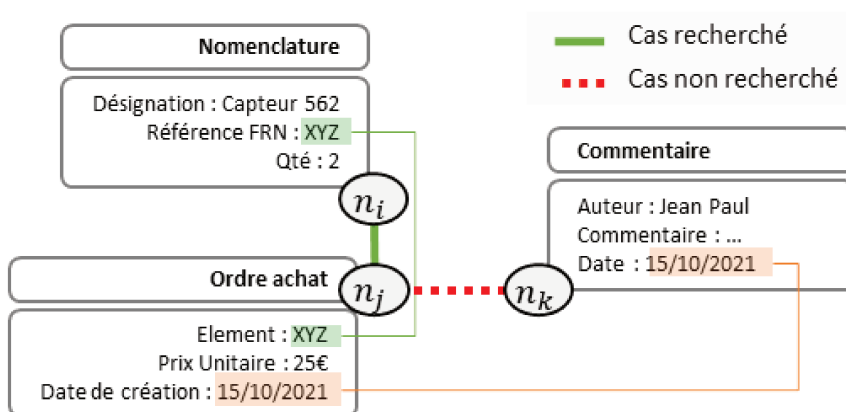 Nomenclature
Désignation : Capteur 562
Référence FRN : XYZ
Qté : 2
n_i
Cas recherché
Cas non recherché
Commentaire
Auteur : Jean Paul
Commentaire : ...
Date : 15/10/2021
n_k
Ordre achat
n_j
Element : XYZ
Prix Unitaire : 25€
Date de création : 15/10/2021